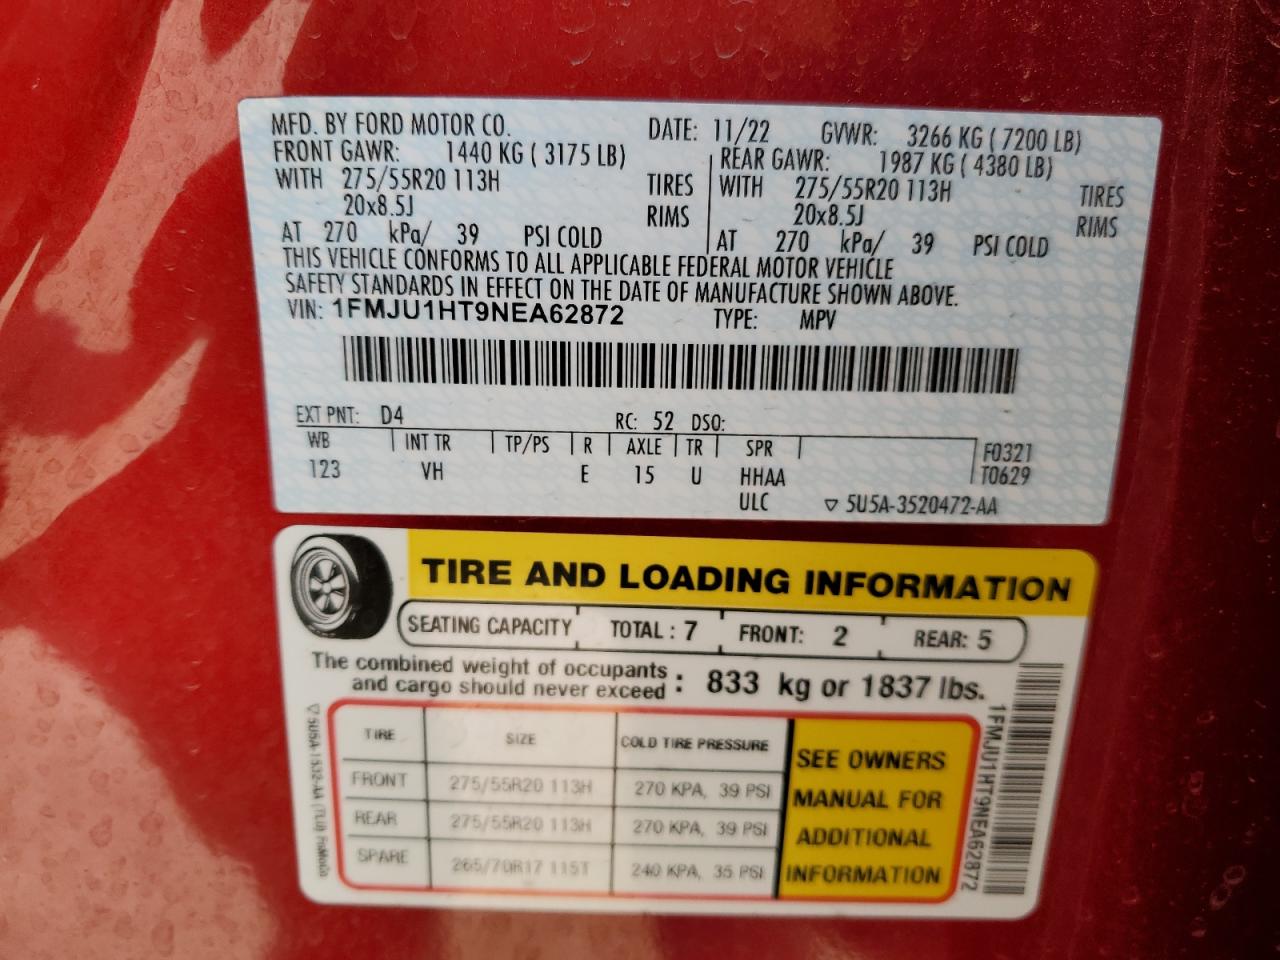 MFD. BY FORD MOTOR CO. DATE: 11/22 GVWR: 3266 KG ( 7200 LB)
FRONT GAWR: 1440 KG ( 3175 LB) REAR GAWR: 1987 KG ( 4380 LB)
WITH 275/55R20 113H TIRES WITH 275/55R20 113H TIRES
20x8.5J RIMS 20x8.5J RIMS
AT 270 kPa/ 39 PSI COLD AT 270 kPa/ 39 PSI COLD
THIS VEHICLE CONFORMS TO ALL APPLICABLE FEDERAL MOTOR VEHICLE
SAFETY STANDARDS IN EFFECT ON THE DATE OF MANUFACTURE SHOWN ABOVE.
VIN: 1FMJU1HT9NEA62872 TYPE: MPV
EXT PNT: D4 RC: 52 DSO:
WB INT TR TP/PS R AXLE TR SPR F0321
123 VH E 15 U HHAA T0629
ULC ▽ 5U5A-3520472-AA
TIRE AND LOADING INFORMATION
SEATING CAPACITY TOTAL : 7 FRONT: 2 REAR: 5
The combined weight of occupants
and cargo should never exceed : 833 kg or 1837 lbs.
TIRE SIZE COLD TIRE PRESSURE
FRONT 275/55R20 113H 270 KPA, 39 PSI
REAR 275/55R20 113H 270 KPA, 39 PSI
SPARE 265/70R17 115T 240 KPA, 35 PSI
SEE OWNERS
MANUAL FOR
ADDITIONAL
INFORMATION
1FMJU1HT9NEA62872
▽ 5U5A-1532-AA